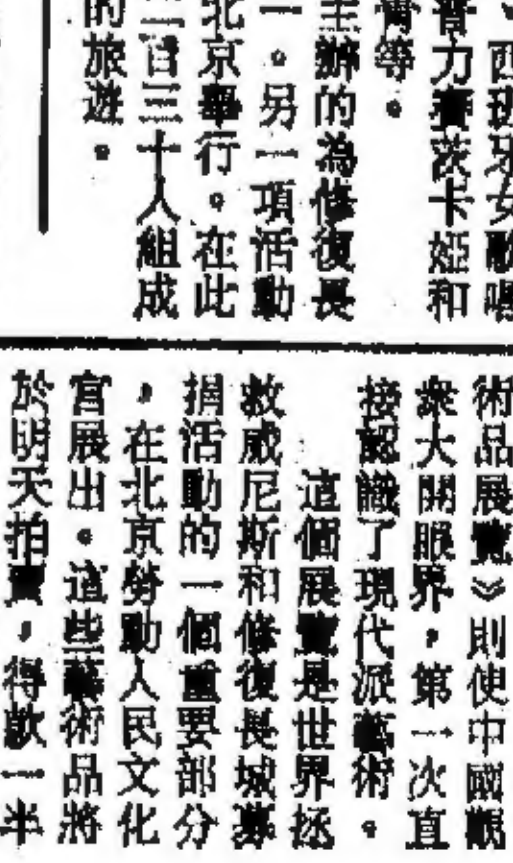 、西班牙女歌唱
普力賽茨卡婭和
等。
主辦的為修復長
一。另一項活動
北京舉行。在此
二百三十人組成
的旅遊。
術品展覽》則使中國觀
衆大開眼界，第一次直
接認識了現代派藝術。
這個展覽是世界拯
救威尼斯和修復長城募
捐活動的一個重要部分
，在北京勞動人民文化
宮展出。這些藝術品將
於明天拍賣，得款一半